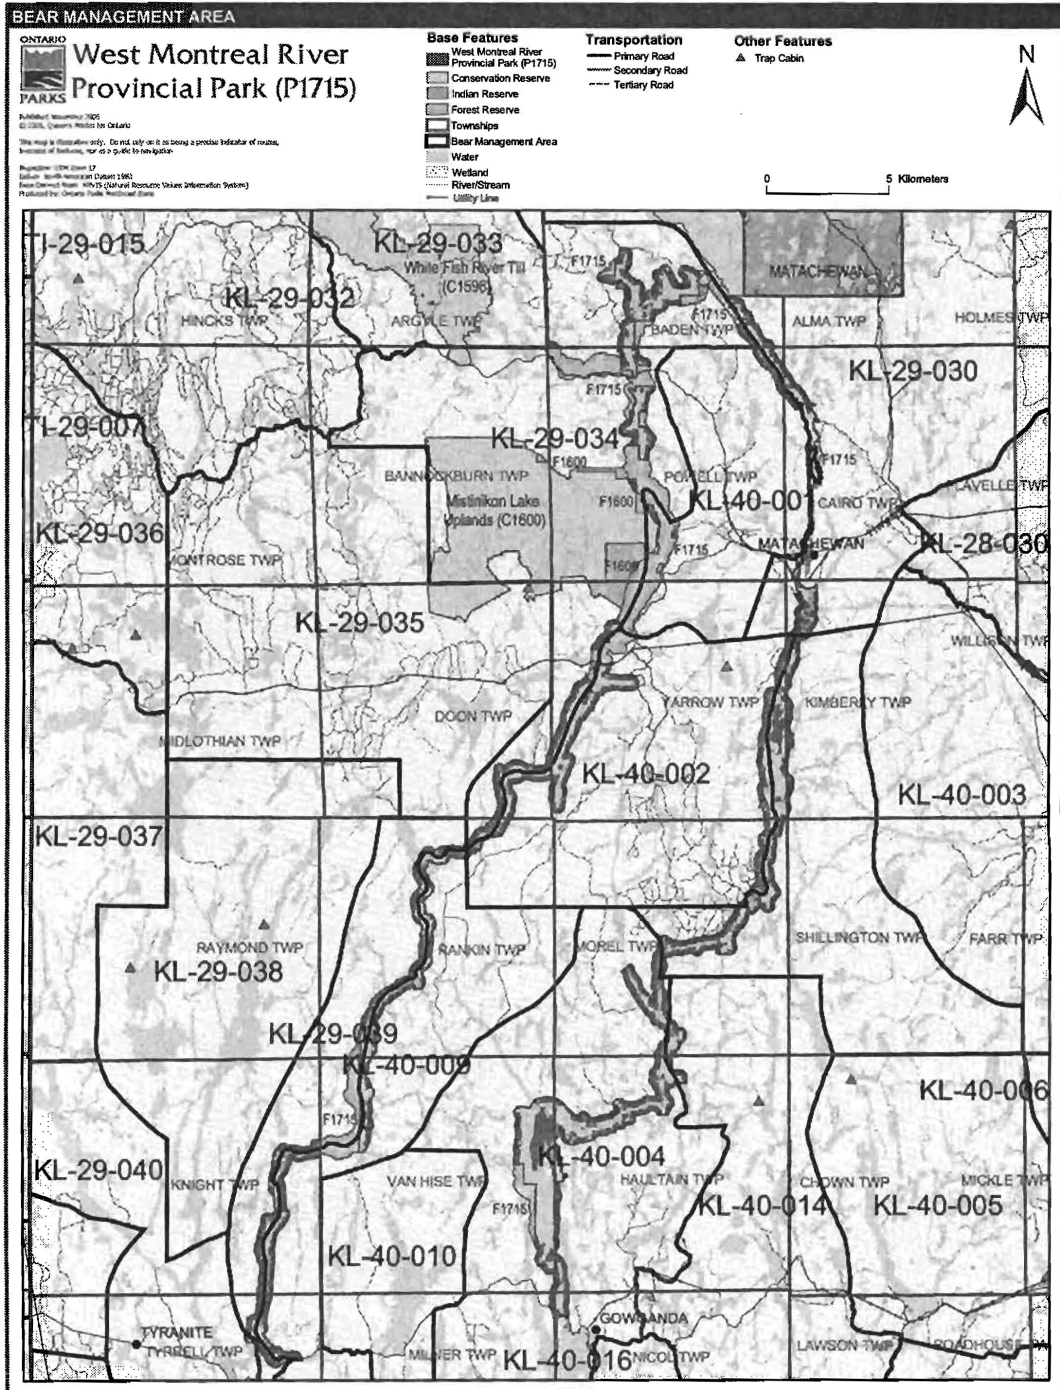 BEAR MANAGEMENT AREA
ONTARIO
PARKS
West Montreal River
Provincial Park (P1715)
Base Features
West Montreal River
Provincial Park (P1715)
Conservation Reserve
Indian Reserve
Forest Reserve
Townships
Bear Management Area
Water
Wetland
River/Stream
Utility Line
Transportation
Primary Road
Secondary Road
Tertiary Road
Other Features
Trap Cabin
N
0 5 Kilometers
TI-29-015
KL-29-033
White Fish River Till
(C1598)
F1715
MATACHEWAN
KL-29-032
HINCKS TWP
ARGYLE TWP
F1715
BADEN TWP
ALMA TWP
HOLMES TWP
KL-29-030
F1715
TI-29-007
KL-29-034
F1600
F1715
BANNOCKBURN TWP
POWELL TWP
KL-40-001
CAIRO TWP
FLAVELLE TWP
Mistinikon Lake
Uplands (C1600)
F1600
KL-29-036
MONTROSE TWP
F1715
MATACHEWAN
KL-28-030
F1600
KL-29-035
WILLISON TWP
DOON TWP
YARROW TWP
KIMBERLY TWP
MIDLOTHIAN TWP
KL-40-002
KL-40-003
KL-29-037
RAYMOND TWP
RANKIN TWP
MOREL TWP
SHILLINGTON TWP
FARR TWP
KL-29-038
KL-29-039
KL-40-009
KL-40-006
F1715
KL-29-040
KNIGHT TWP
VAN HISE TWP
KL-40-004
HAULTAIN TWP
CHOWN TWP
MICKLE TWP
F1715
KL-40-014
KL-40-005
KL-40-010
TYRANITE
TYRRELL TWP
GOWGANDA
MILNER TWP
KL-40-016
NICOL TWP
LAWSON TWP